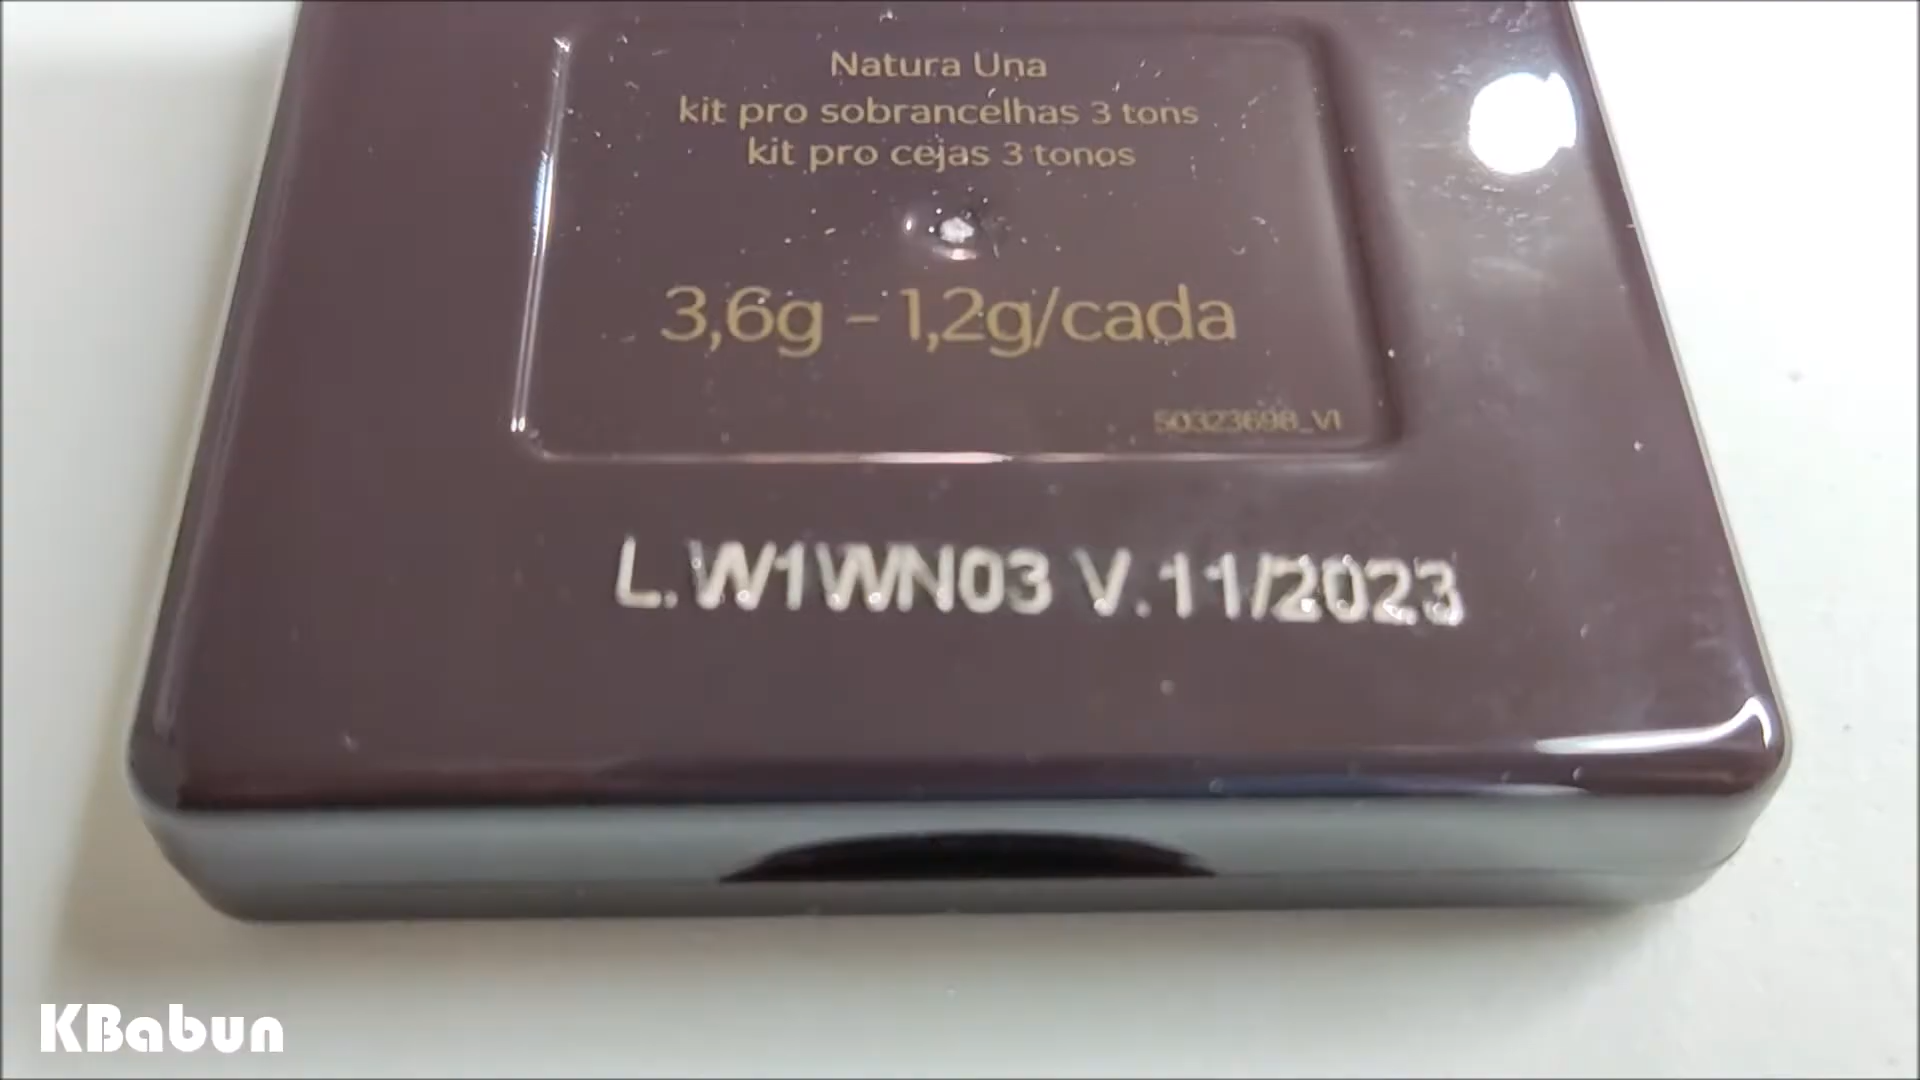 Natura Una
kit pro sobrancelhas 3 tons
kit pro cejas 3 tonos
3,6g - 1,2g/cada
50323698_V1
L.W1WN03 V.11/2023
KBabun